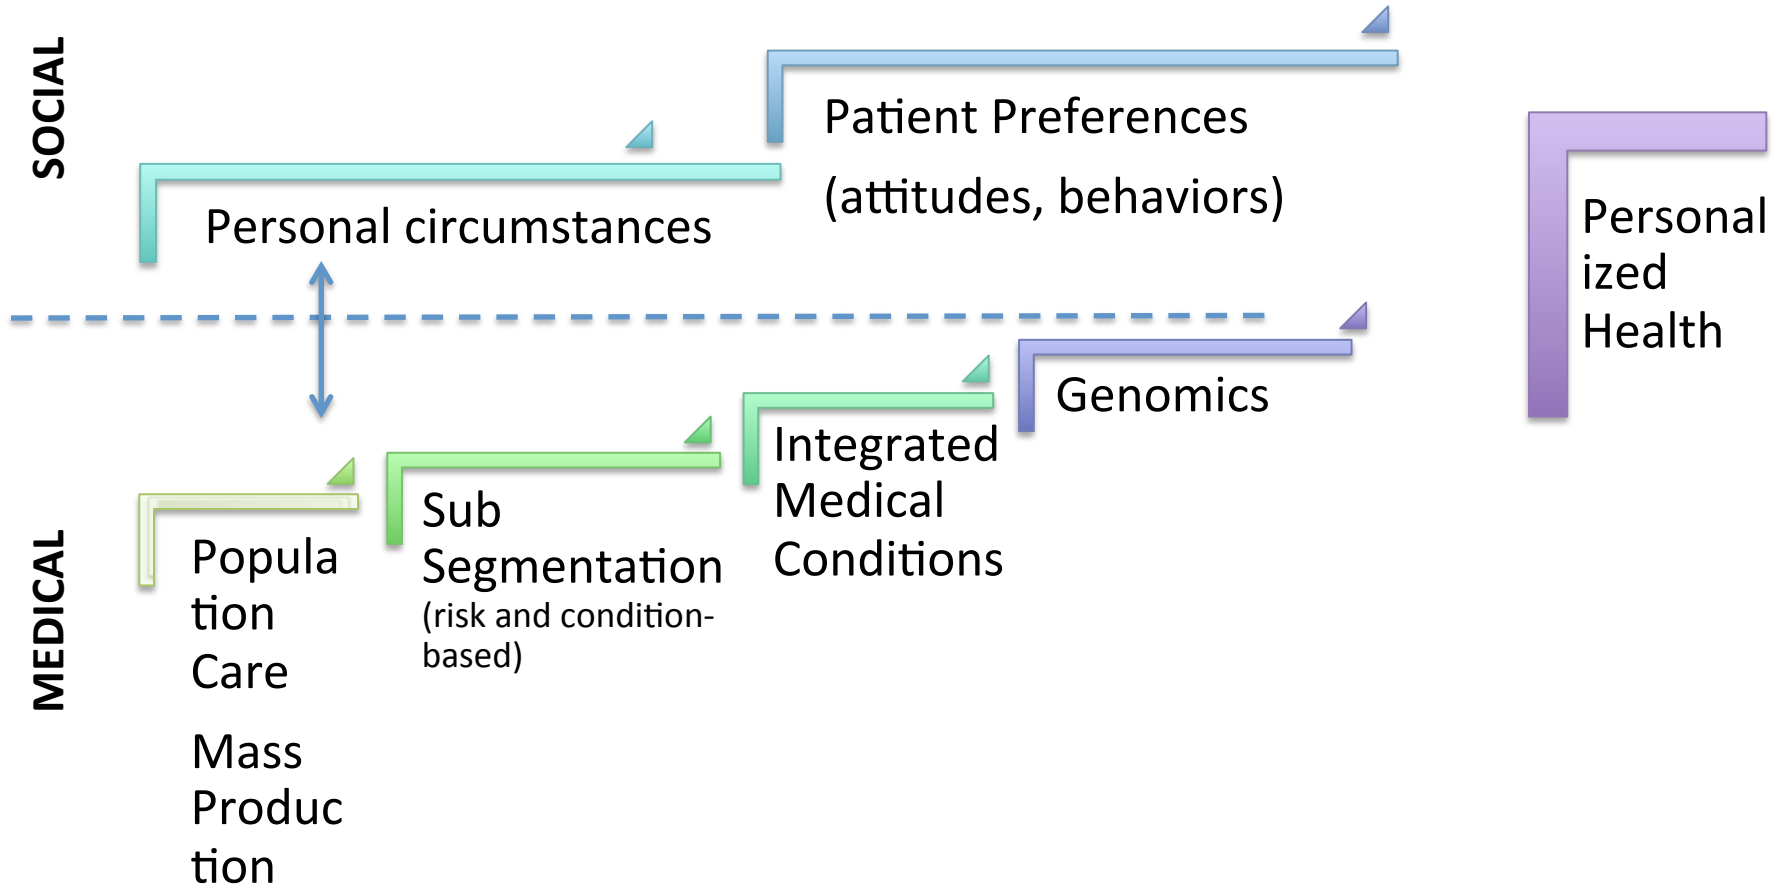 SOCIAL
Patient Preferences
(attitudes, behaviors)
Personal circumstances
Personal
ized
Health
MEDICAL
Popula
tion
Care
Mass
Produc
tion
Sub
Segmentation
(risk and condition-
based)
Integrated
Medical
Conditions
Genomics